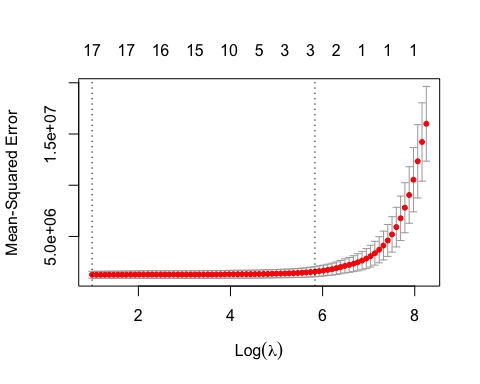 17 17 16 15 10 5 3 3 2 1 1 1
Mean-Squared Error
1.5e+07
5.0e+06
2 4 6 8
Log(λ)